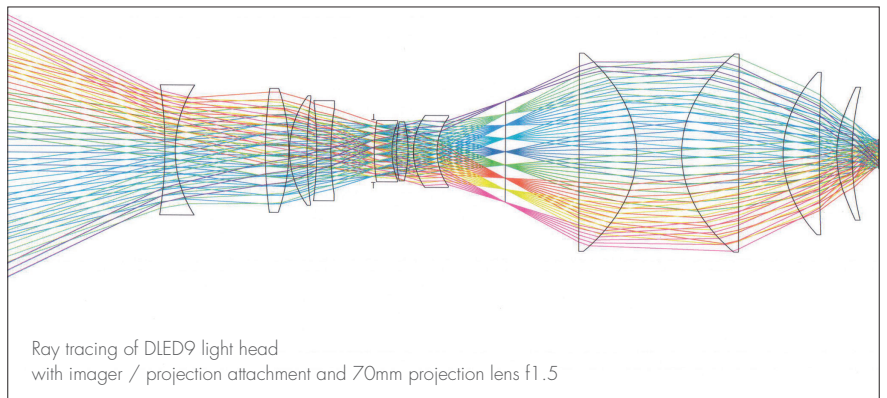 Ray tracing of DLED9 light head
with imager / projection attachment and 70mm projection lens f1.5